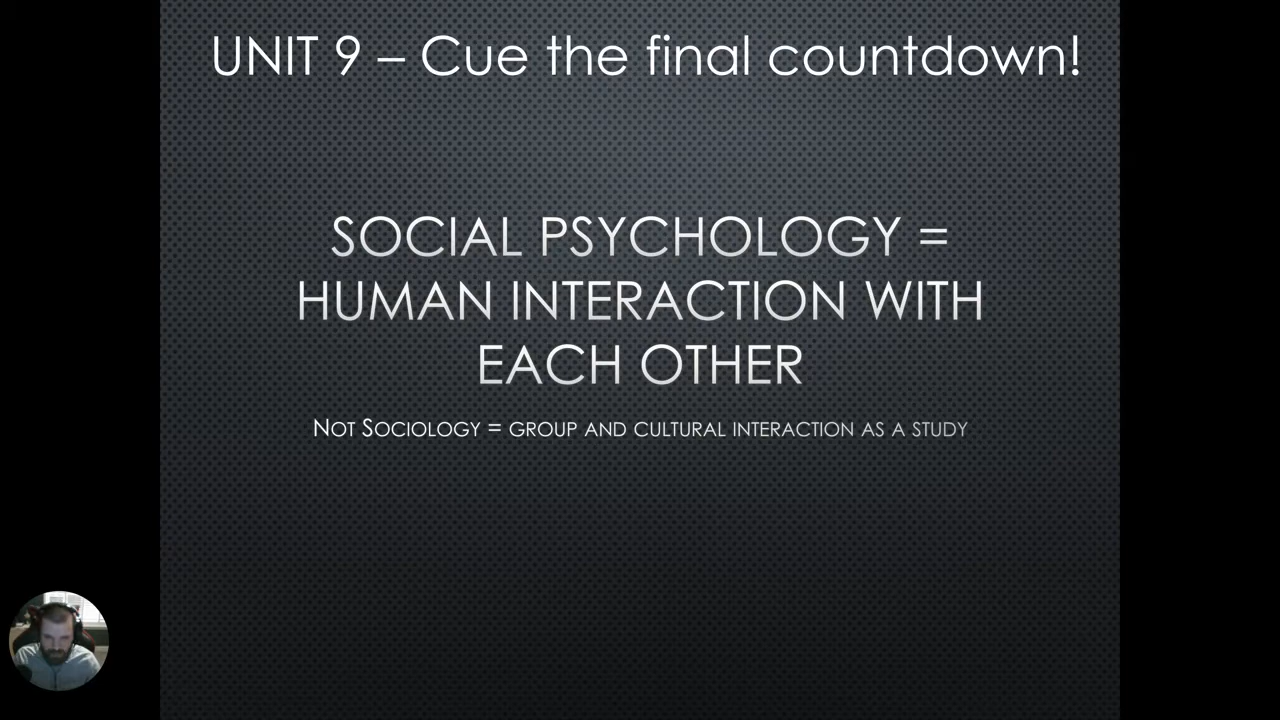 UNIT 9 – Cue the final countdown!
SOCIAL PSYCHOLOGY =
HUMAN INTERACTION WITH
EACH OTHER
NOT SOCIOLOGY = GROUP AND CULTURAL INTERACTION AS A STUDY